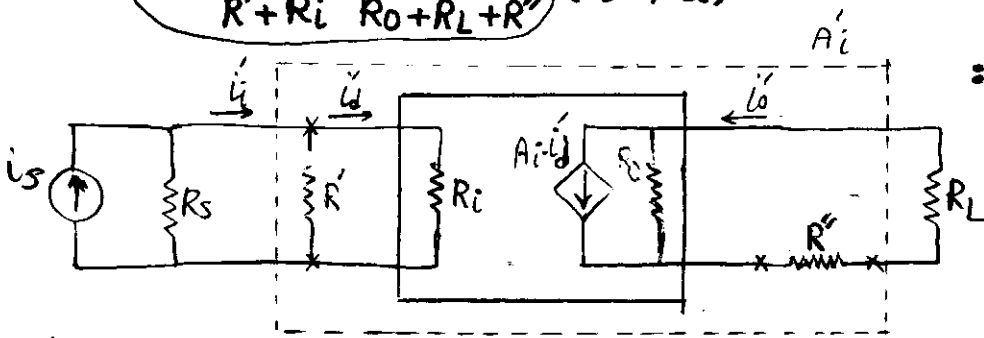 R'+Ri Ro+RL+R"
A'i
i'i i'd i'o :
is Rs R' Ri Ai·i'd Ro R" RL